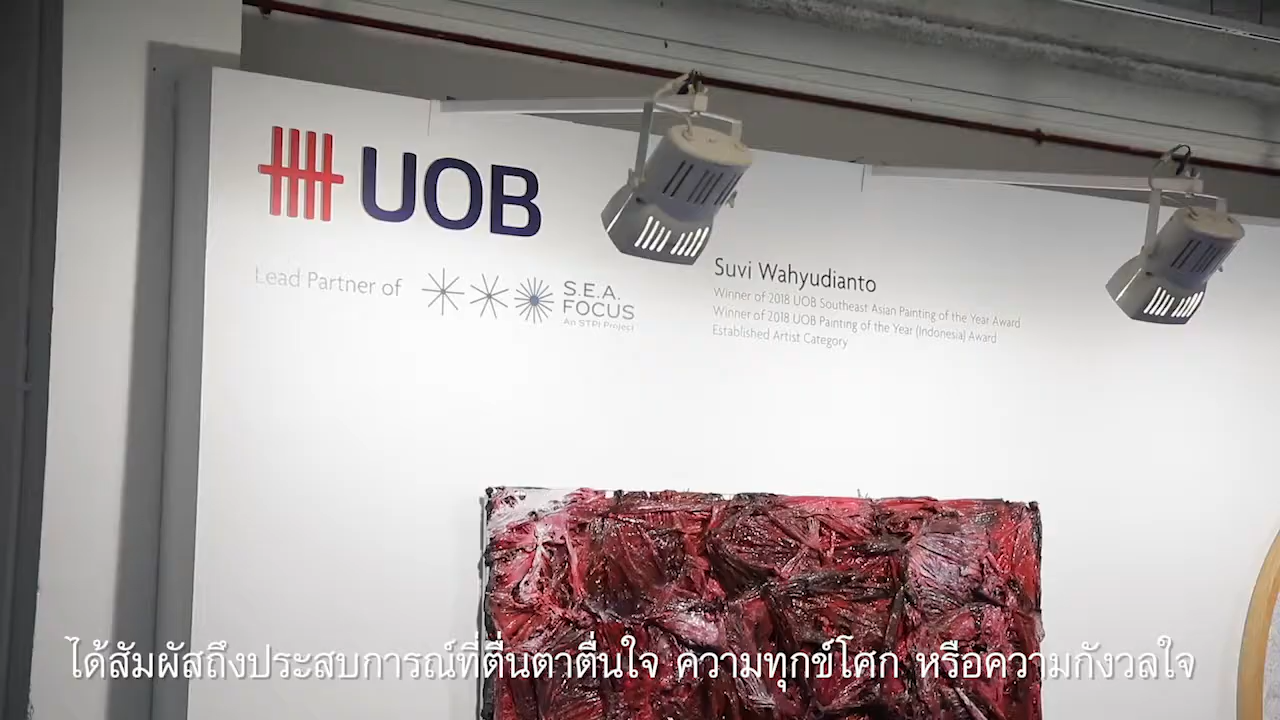 UOB
Lead Partner of
S.E.A.
FOCUS
An STPI Project
Suvi Wahyudianto
Winner of 2018 UOB Southeast Asian Painting of the Year Award
Winner of 2018 UOB Painting of the Year (Indonesia) Award
Established Artist Category
ได้สัมผัสถึงประสบการณ์ที่ตื่นตาตื่นใจ ความทุกข์โศก หรือความกังวลใจ